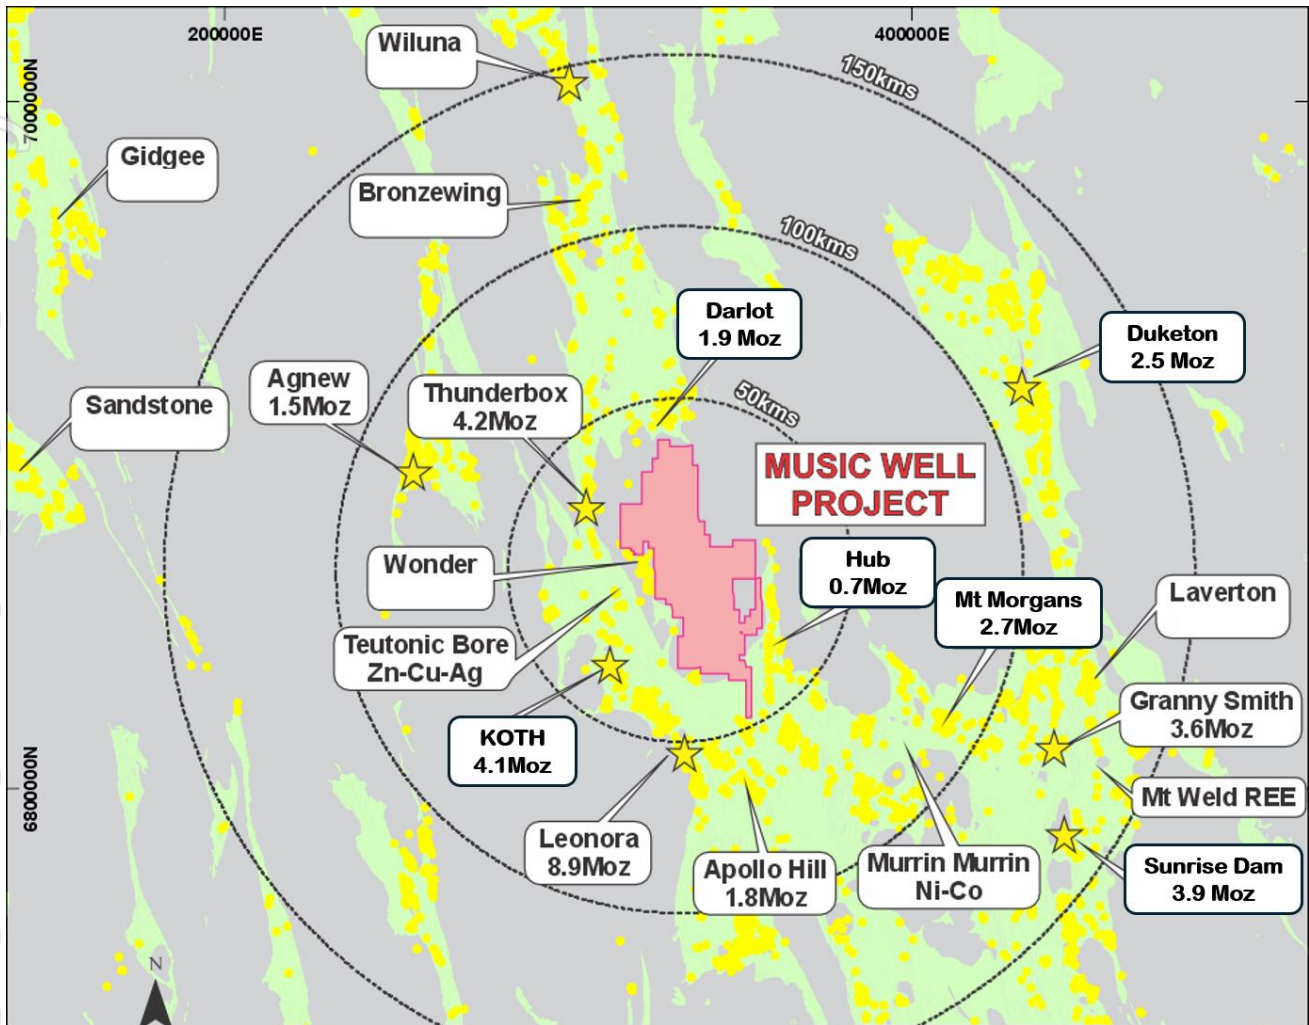 200000E
400000E
7000000N
6800000N
Wiluna
150kms
Gidgee
Bronzewing
100kms
Darlot
1.9 Moz
Duketon
2.5 Moz
Agnew
1.5Moz
Thunderbox
4.2Moz
50kms
Sandstone
MUSIC WELL
PROJECT
Wonder
Hub
0.7Moz
Mt Morgans
2.7Moz
Laverton
Teutonic Bore
Zn-Cu-Ag
Granny Smith
3.6Moz
KOTH
4.1Moz
Mt Weld REE
Leonora
8.9Moz
Apollo Hill
1.8Moz
Murrin Murrin
Ni-Co
Sunrise Dam
3.9 Moz
N